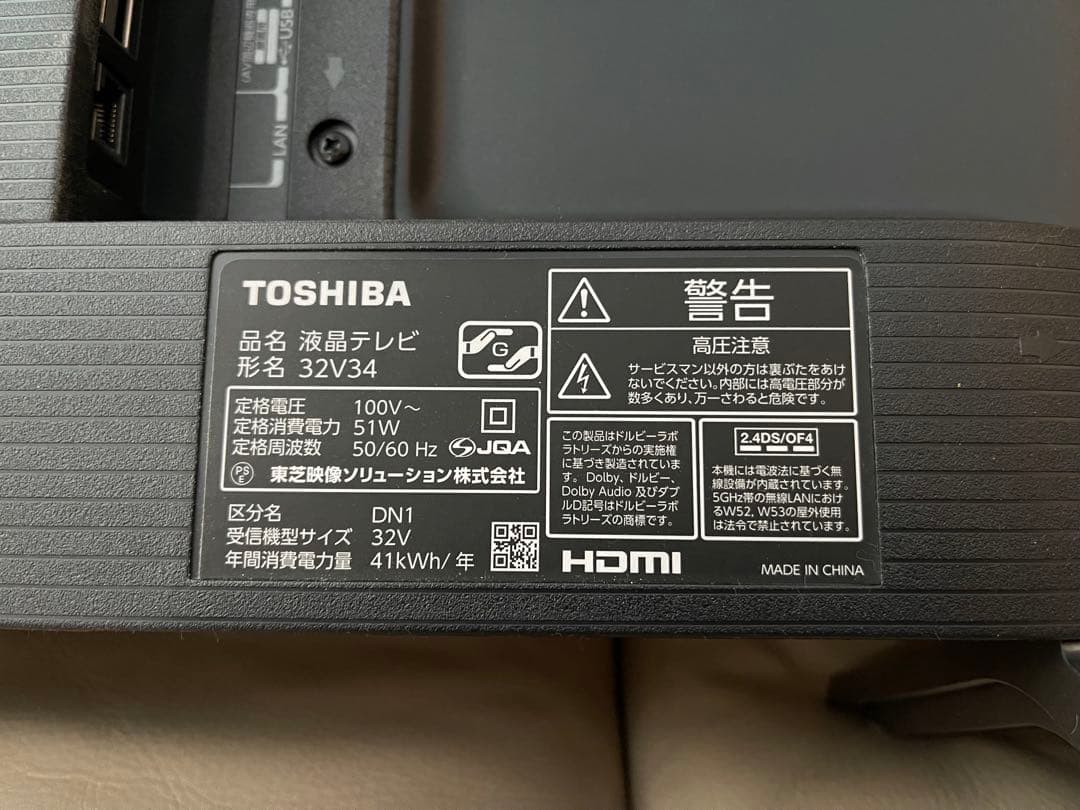 USB
LAN
TOSHIBA
品名 液晶テレビ
形名 32V34
G
定格電圧 100V～
定格消費電力 51W
定格周波数 50/60 Hz
JQA
PS
E
東芝映像ソリューション株式会社
区分名 DN1
受信機型サイズ 32V
年間消費電力量 41kWh/年
警告
高圧注意
サービスマン以外の方は裏ぶたをあけ
ないでください。内部には高電圧部分が
数多くあり、万一さわると危険です。
この製品はドルビーラボ
ラトリーズからの実施権
に基づき製造されていま
す。Dolby、ドルビー、
Dolby Audio 及びダブ
ルD記号はドルビーラボ
ラトリーズの商標です。
2.4DS/OF4
本機には電波法に基づく無
線設備が内蔵されています。
5GHz帯の無線LANにおけ
るW52, W53の屋外使用
は法令で禁止されています。
HDMI
MADE IN CHINA